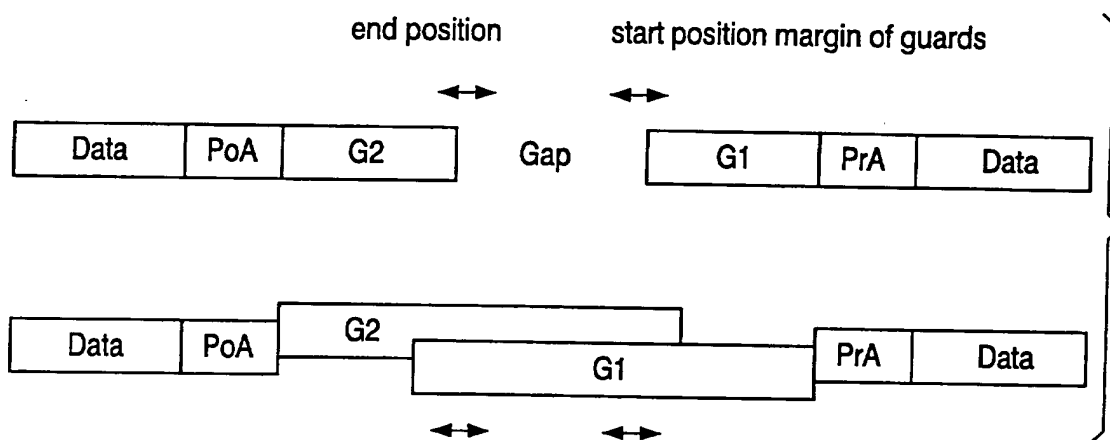 end position start position margin of guards
Data PoA G2 Gap G1 PrA Data
Data PoA G2 G1 PrA Data